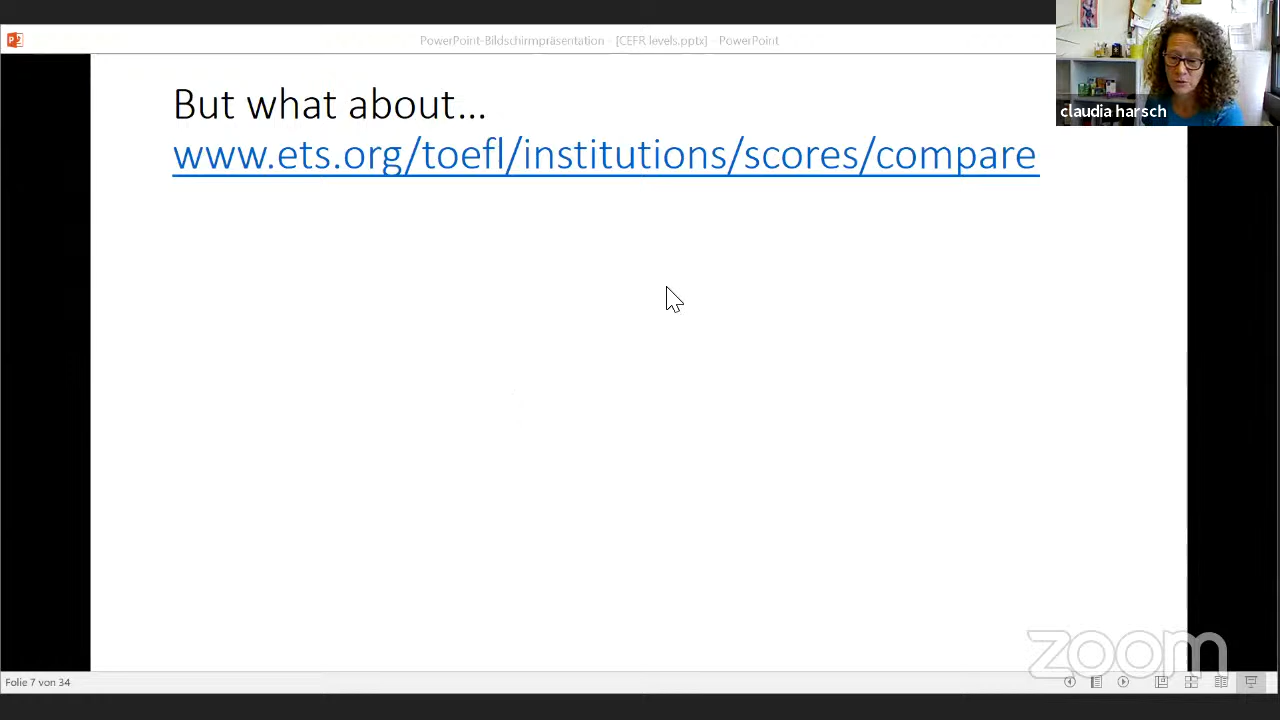 PowerPoint-Bildschirmpräsentation - [CEFR levels.pptx] - PowerPoint
claudia harsch
But what about...
www.ets.org/toefl/institutions/scores/compare
zoom
Folie 7 von 34